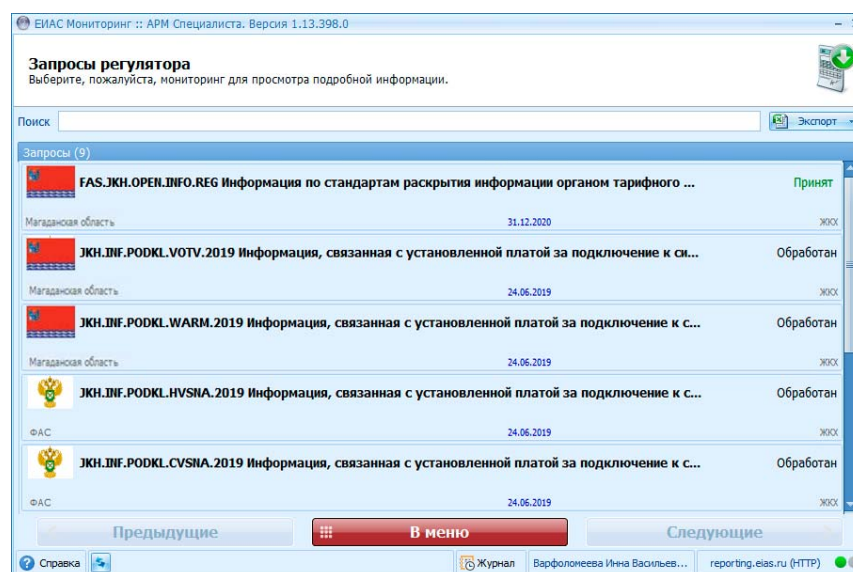 ЕИАС Мониторинг :: АРМ Специалиста. Версия 1.13.398.0
Запросы регулятора
Выберите, пожалуйста, мониторинг для просмотра подробной информации.
Поиск
Экспорт
Запросы (9)
FAS.JKH.OPEN.INFO.REG Информация по стандартам раскрытия информации органом тарифного ...
Принят
Магаданская область
31.12.2020
ЖКХ
JKH.INF.PODKL.VOTV.2019 Информация, связанная с установленной платой за подключение к си...
Обработан
Магаданская область
24.06.2019
ЖКХ
JKH.INF.PODKL.WARM.2019 Информация, связанная с установленной платой за подключение к с...
Обработан
Магаданская область
24.06.2019
ЖКХ
JKH.INF.PODKL.HVSNA.2019 Информация, связанная с установленной платой за подключение к с...
Обработан
ФАС
24.06.2019
ЖКХ
JKH.INF.PODKL.CVSNA.2019 Информация, связанная с установленной платой за подключение к с...
Обработан
ФАС
24.06.2019
ЖКХ
Предыдущие
В меню
Следующие
Справка
Журнал
Варфоломеева Инна Васильев...
reporting.eias.ru (HTTP)